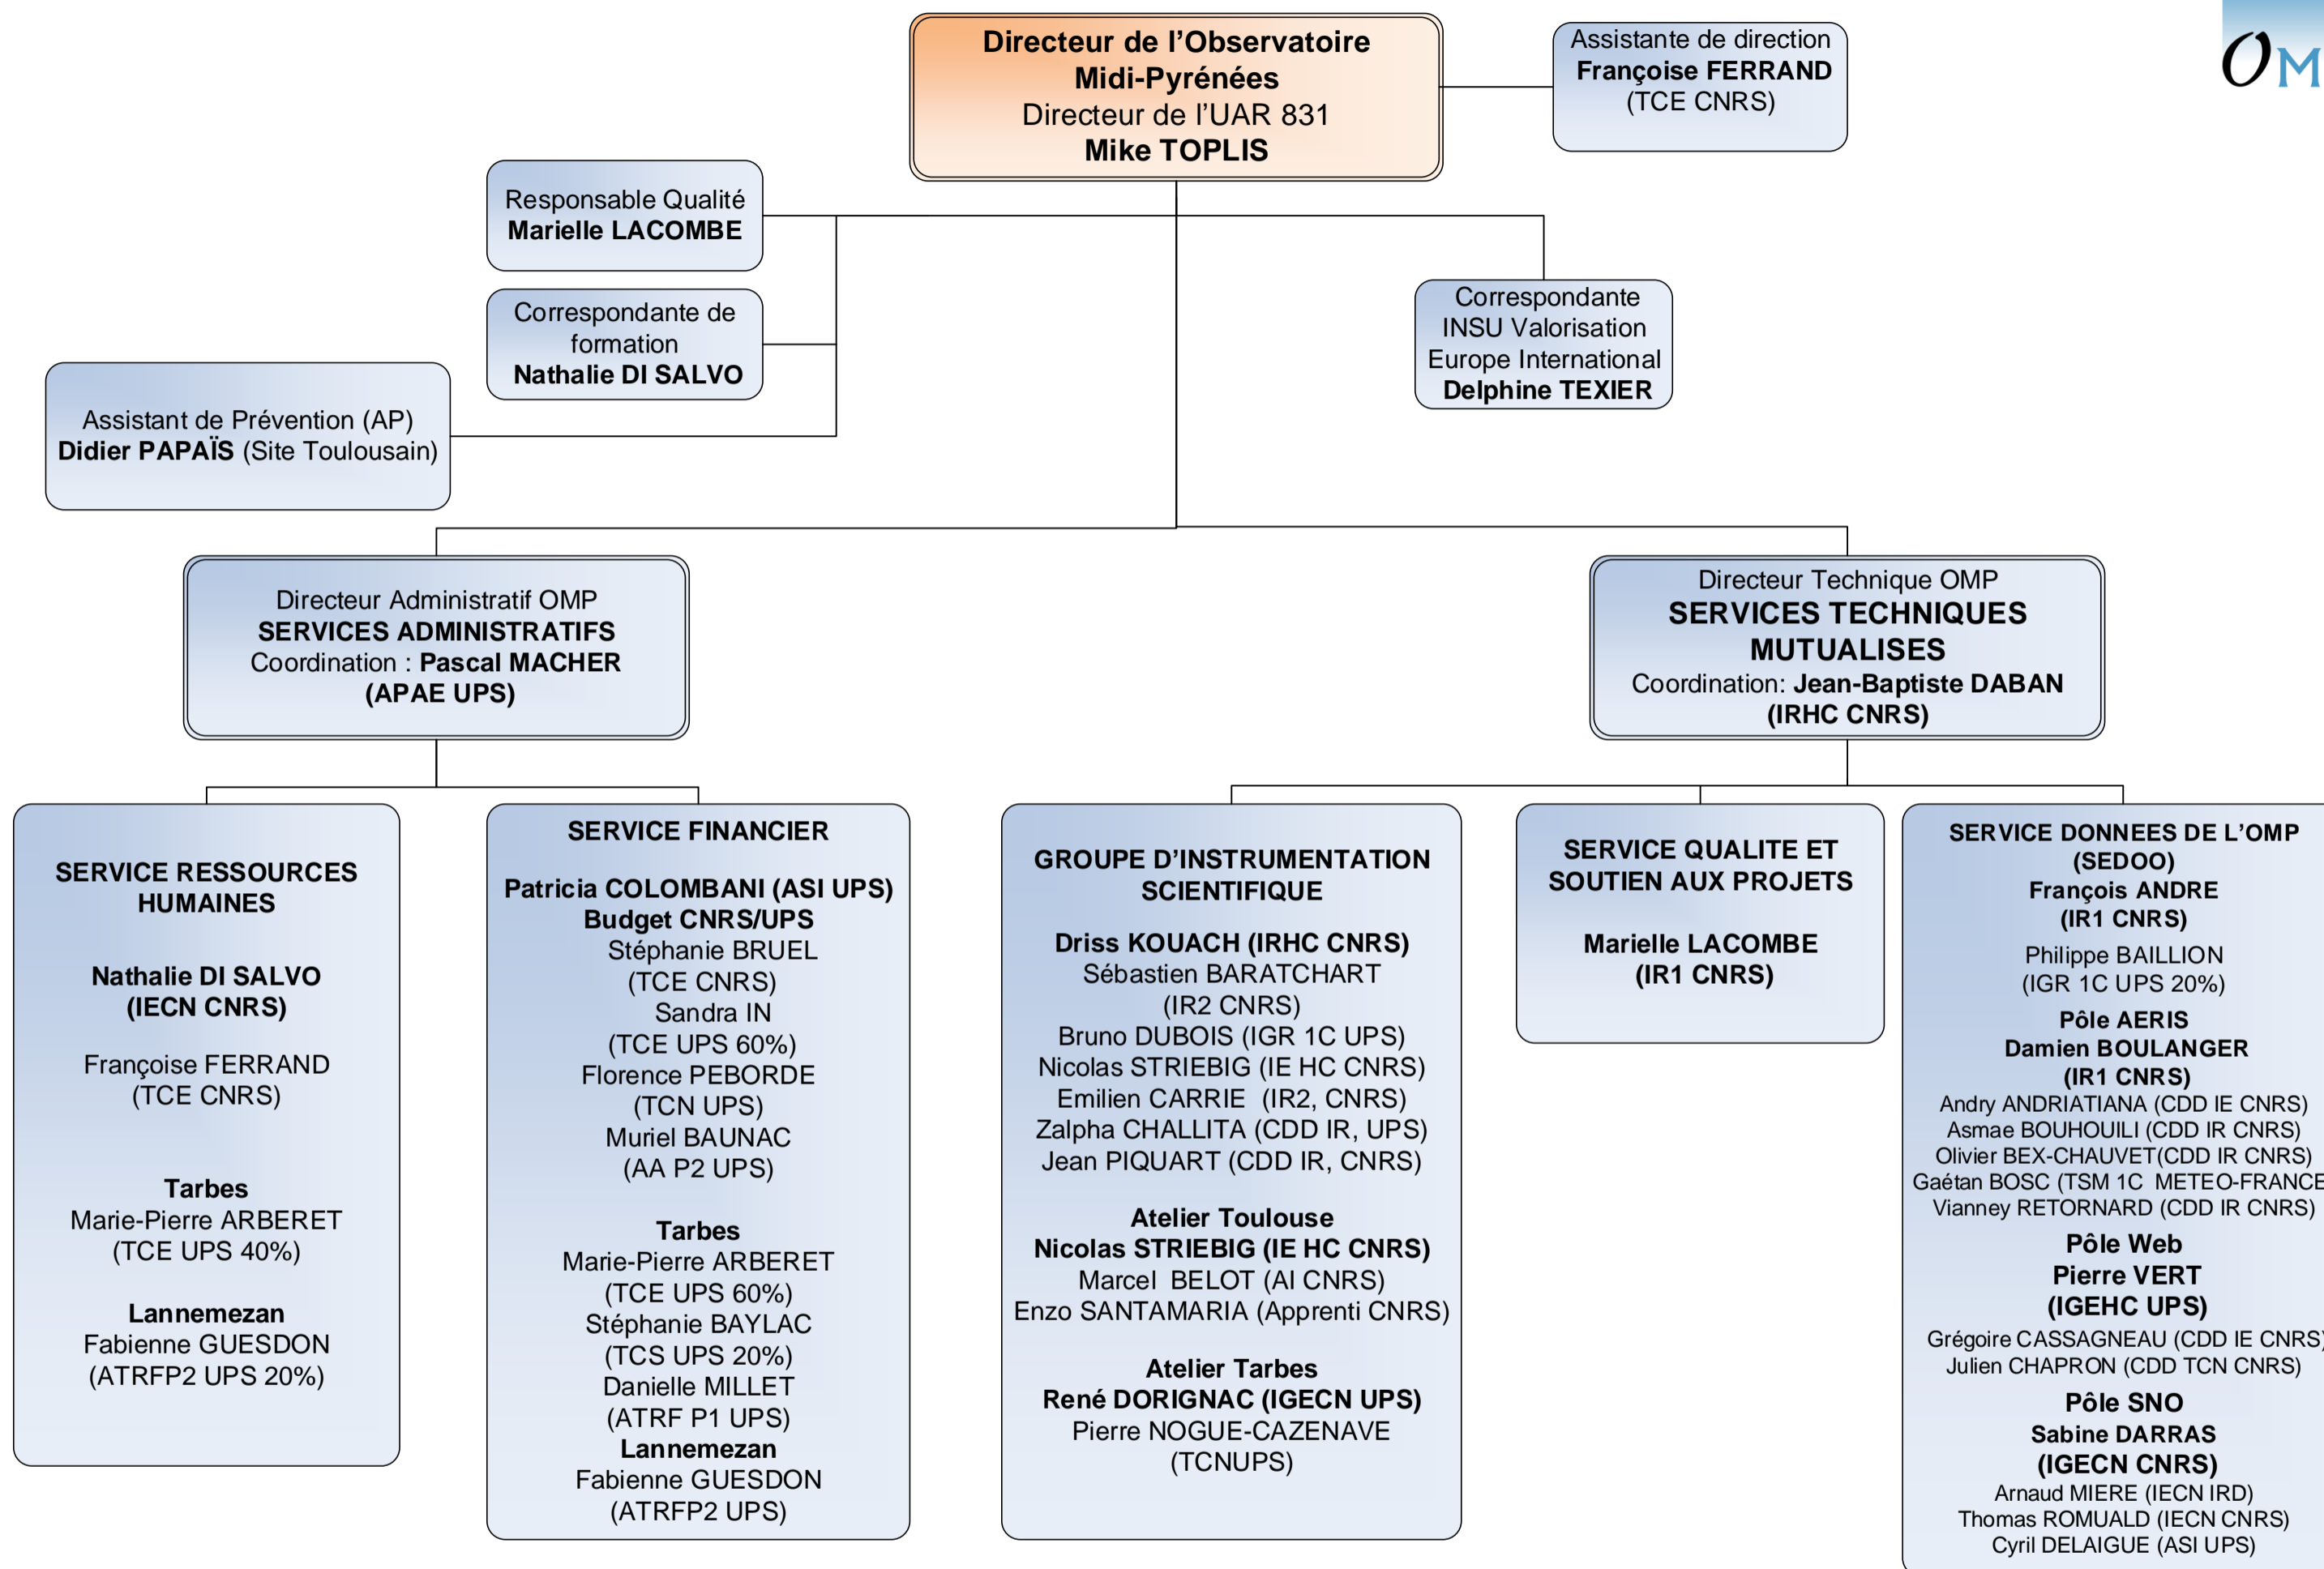 Directeur de l'Observatoire
Midi-Pyrénées
Directeur de l'UAR 831
Mike TOPLIS
Assistante de direction
Françoise FERRAND
(TCE CNRS)
OM
Responsable Qualité
Marielle LACOMBE
Correspondante de
formation
Nathalie DI SALVO
Correspondante
INSU Valorisation
Europe International
Delphine TEXIER
Assistant de Prévention (AP)
Didier PAPAÏS (Site Toulousain)
Directeur Administratif OMP
SERVICES ADMINISTRATIFS
Coordination : Pascal MACHER
(APAE UPS)
Directeur Technique OMP
SERVICES TECHNIQUES
MUTUALISES
Coordination: Jean-Baptiste DABAN
(IRHC CNRS)
SERVICE RESSOURCES
HUMAINES
Nathalie DI SALVO
(IECN CNRS)
Françoise FERRAND
(TCE CNRS)
Tarbes
Marie-Pierre ARBERET
(TCE UPS 40%)
Lannemezan
Fabienne GUESDON
(ATRFP2 UPS 20%)
SERVICE FINANCIER
Patricia COLOMBANI (ASI UPS)
Budget CNRS/UPS
Stéphanie BRUEL
(TCE CNRS)
Sandra IN
(TCE UPS 60%)
Florence PEBORDE
(TCN UPS)
Muriel BAUNAC
(AA P2 UPS)
Tarbes
Marie-Pierre ARBERET
(TCE UPS 60%)
Stéphanie BAYLAC
(TCS UPS 20%)
Danielle MILLET
(ATRF P1 UPS)
Lannemezan
Fabienne GUESDON
(ATRFP2 UPS)
GROUPE D'INSTRUMENTATION
SCIENTIFIQUE
Driss KOUACH (IRHC CNRS)
Sébastien BARATCHART
(IR2 CNRS)
Bruno DUBOIS (IGR 1C UPS)
Nicolas STRIEBIG (IE HC CNRS)
Emilien CARRIE (IR2, CNRS)
Zalpha CHALLITA (CDD IR, UPS)
Jean PIQUART (CDD IR, CNRS)
Atelier Toulouse
Nicolas STRIEBIG (IE HC CNRS)
Marcel BELOT (AI CNRS)
Enzo SANTAMARIA (Apprenti CNRS)
Atelier Tarbes
René DORIGNAC (IGECN UPS)
Pierre NOGUE-CAZENAVE
(TCNUPS)
SERVICE QUALITE ET
SOUTIEN AUX PROJETS
Marielle LACOMBE
(IR1 CNRS)
SERVICE DONNEES DE L'OMP
(SEDOO)
François ANDRE
(IR1 CNRS)
Philippe BAILLION
(IGR 1C UPS 20%)
Pôle AERIS
Damien BOULANGER
(IR1 CNRS)
Andry ANDRIATIANA (CDD IE CNRS)
Asmae BOUHOUILI (CDD IR CNRS)
Olivier BEX-CHAUVET(CDD IR CNRS)
Gaétan BOSC (TSM 1C METEO-FRANCE
Vianney RETORNARD (CDD IR CNRS)
Pôle Web
Pierre VERT
(IGEHC UPS)
Grégoire CASSAGNEAU (CDD IE CNRS)
Julien CHAPRON (CDD TCN CNRS)
Pôle SNO
Sabine DARRAS
(IGECN CNRS)
Arnaud MIERE (IECN IRD)
Thomas ROMUALD (IECN CNRS)
Cyril DELAIGUE (ASI UPS)